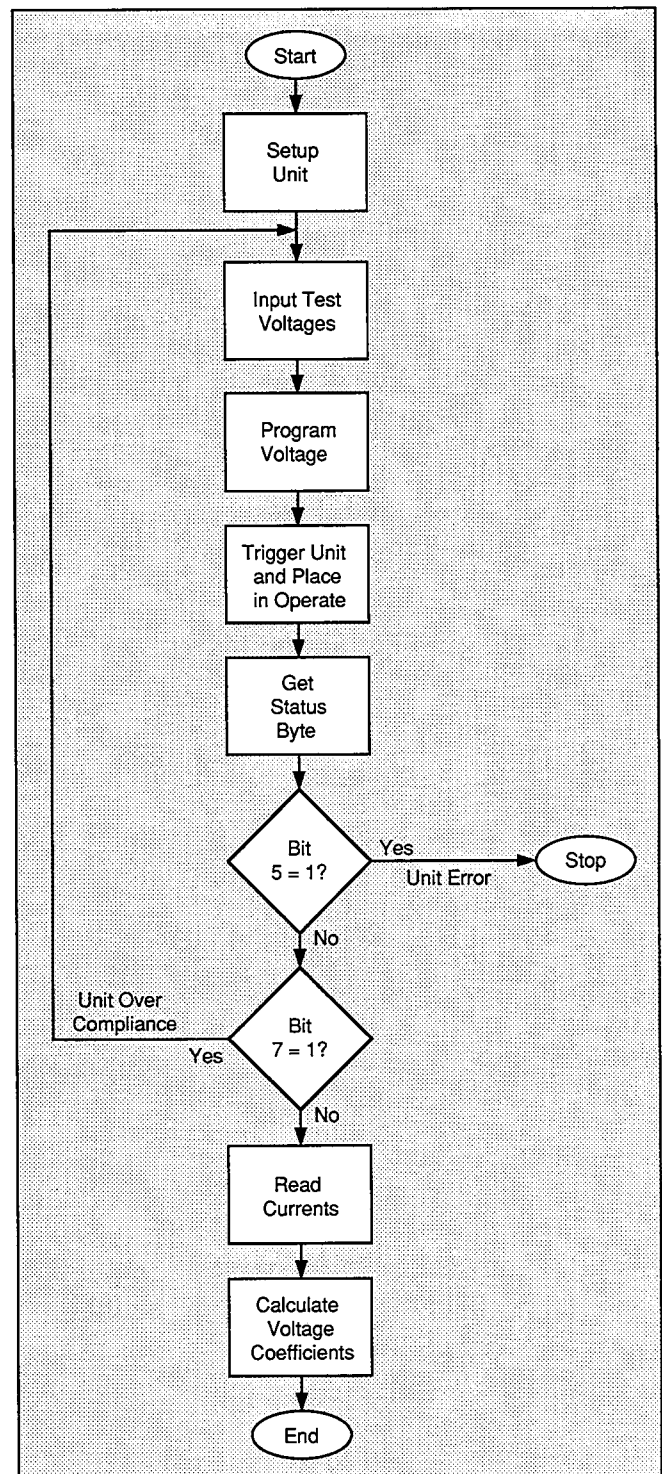 Start
Setup
Unit
Input Test
Voltages
Program
Voltage
Trigger Unit
and Place
in Operate
Get
Status
Byte
Bit
5 = 1?
Yes
Unit Error
Stop
No
Unit Over
Compliance
Yes
Bit
7 = 1?
No
Read
Currents
Calculate
Voltage
Coefficients
End